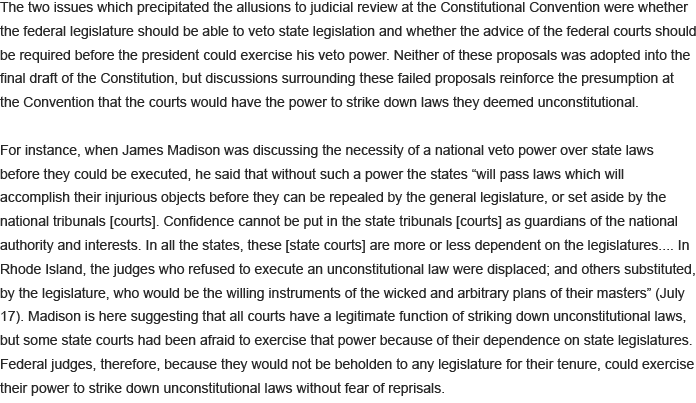 The two issues which precipitated the allusions to judicial review at the Constitutional Convention were whether
the federal legislature should be able to veto state legislation and whether the advice of the federal courts should
be required before the president could exercise his veto power. Neither of these proposals was adopted into the
final draft of the Constitution, but discussions surrounding these failed proposals reinforce the presumption at
the Convention that the courts would have the power to strike down laws they deemed unconstitutional.

For instance, when James Madison was discussing the necessity of a national veto power over state laws
before they could be executed, he said that without such a power the states “will pass laws which will
accomplish their injurious objects before they can be repealed by the general legislature, or set aside by the
national tribunals [courts]. Confidence cannot be put in the state tribunals [courts] as guardians of the national
authority and interests. In all the states, these [state courts] are more or less dependent on the legislatures.... In
Rhode Island, the judges who refused to execute an unconstitutional law were displaced; and others substituted,
by the legislature, who would be the willing instruments of the wicked and arbitrary plans of their masters” (July
17). Madison is here suggesting that all courts have a legitimate function of striking down unconstitutional laws,
but some state courts had been afraid to exercise that power because of their dependence on state legislatures.
Federal judges, therefore, because they would not be beholden to any legislature for their tenure, could exercise
their power to strike down unconstitutional laws without fear of reprisals.